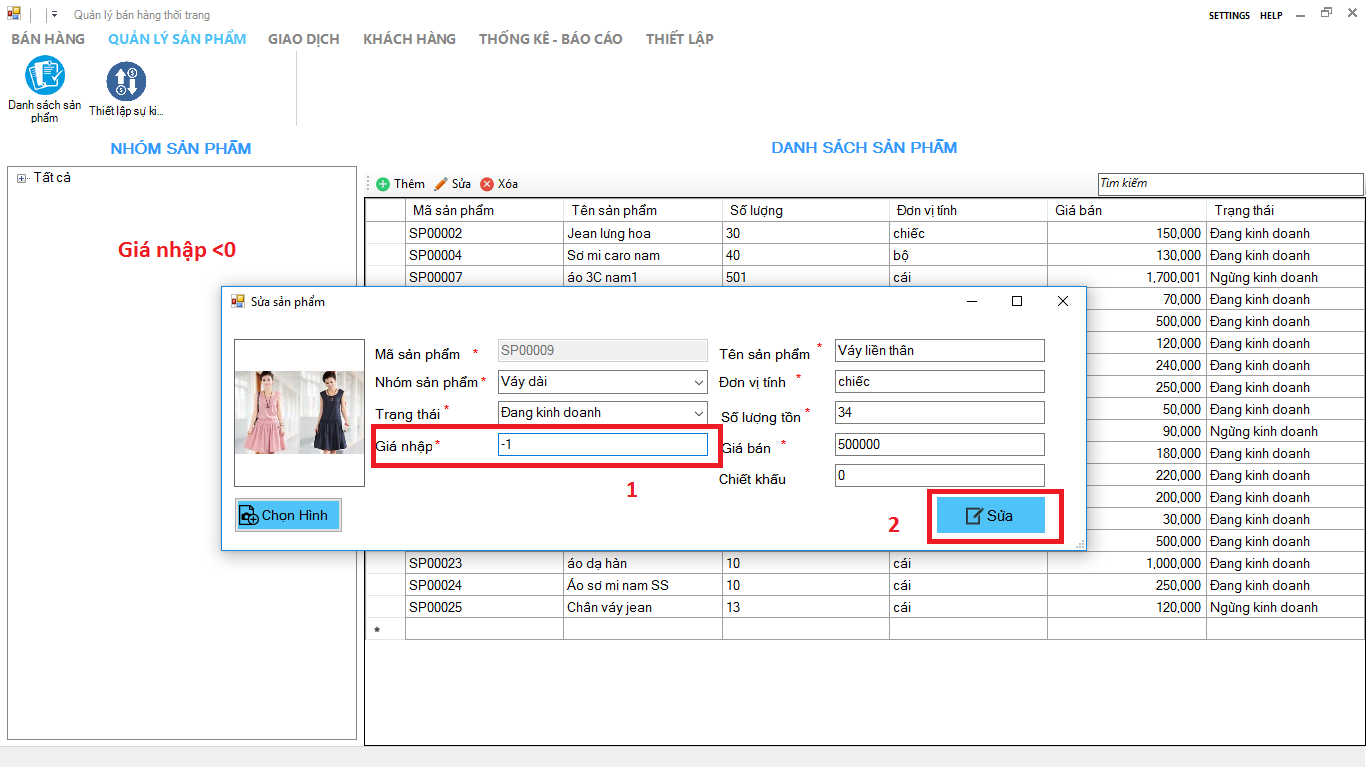 Quản lý bán hàng thời trang
SETTINGS HELP
BÁN HÀNG QUẢN LÝ SẢN PHẨM GIAO DỊCH KHÁCH HÀNG THỐNG KÊ - BÁO CÁO THIẾT LẬP
Danh sách sản phẩm
Thiết lập sự ki...
NHÓM SẢN PHẨM
DANH SÁCH SẢN PHẨM
Tất cả
Giá nhập <0
Thêm Sửa Xóa
Tìm kiếm
Mã sản phẩm Tên sản phẩm Số lượng Đơn vị tính Giá bán Trạng thái
SP00002 Jean lưng hoa 30 chiếc 150,000 Đang kinh doanh
SP00004 Sơ mi caro nam 40 bộ 130,000 Đang kinh doanh
SP00007 áo 3C nam1 501 cái 1,700,001 Ngừng kinh doanh
70,000 Đang kinh doanh
500,000 Đang kinh doanh
120,000 Đang kinh doanh
240,000 Đang kinh doanh
250,000 Đang kinh doanh
50,000 Đang kinh doanh
90,000 Ngừng kinh doanh
180,000 Đang kinh doanh
220,000 Đang kinh doanh
200,000 Đang kinh doanh
30,000 Đang kinh doanh
500,000 Đang kinh doanh
Sửa sản phẩm
Mã sản phẩm * SP00009 Tên sản phẩm * Váy liền thân
Nhóm sản phẩm * Váy dài Đơn vị tính * chiếc
Trạng thái * Đang kinh doanh Số lượng tồn * 34
Giá nhập * -1 Giá bán * 500000
Chiết khấu 0
1
Chọn Hình
2
Sửa
SP00023 áo dạ hàn 10 cái 1,000,000 Đang kinh doanh
SP00024 Áo sơ mi nam SS 10 cái 250,000 Đang kinh doanh
SP00025 Chân váy jean 13 cái 120,000 Ngừng kinh doanh
*